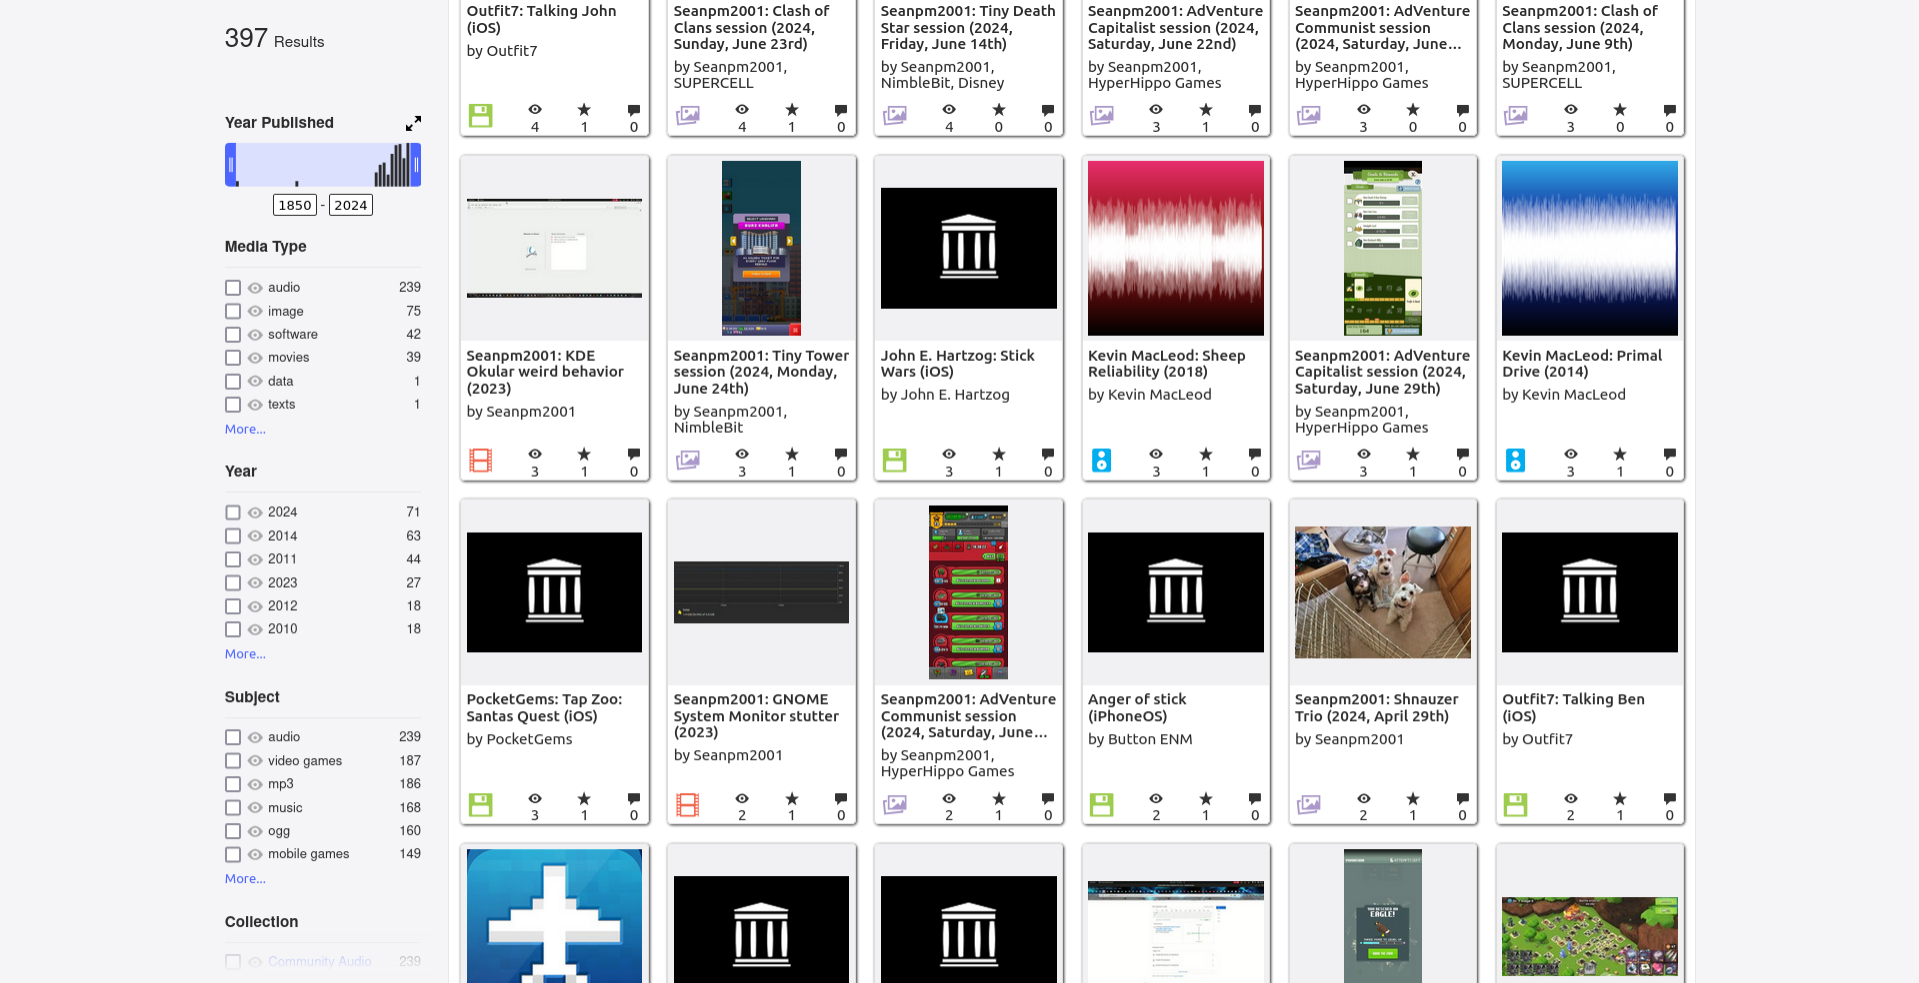 397 Results
Year Published
1850 - 2024
Media Type
audio 239
image 75
software 42
movies 39
data 1
texts 1
More...
Year
2024 71
2014 63
2011 44
2023 27
2012 18
2010 18
More...
Subject
audio 239
video games 187
mp3 186
music 168
ogg 160
mobile games 149
More...
Collection
Community Audio 239
Outfit7: Talking John
(iOS)
by Outfit7
4 1 0
Seanpm2001: Clash of
Clans session (2024,
Sunday, June 23rd)
by Seanpm2001,
SUPERCELL
4 1 0
Seanpm2001: Tiny Death
Star session (2024,
Friday, June 14th)
by Seanpm2001,
NimbleBit, Disney
4 0 0
Seanpm2001: AdVenture
Capitalist session (2024,
Saturday, June 22nd)
by Seanpm2001,
HyperHippo Games
3 1 0
Seanpm2001: AdVenture
Communist session
(2024, Saturday, June...
by Seanpm2001,
HyperHippo Games
3 0 0
Seanpm2001: Clash of
Clans session (2024,
Monday, June 9th)
by Seanpm2001,
SUPERCELL
3 0 0
Seanpm2001: KDE
Okular weird behavior
(2023)
by Seanpm2001
3 1 0
Seanpm2001: Tiny Tower
session (2024, Monday,
June 24th)
by Seanpm2001,
NimbleBit
3 1 0
John E. Hartzog: Stick
Wars (iOS)
by John E. Hartzog
3 1 0
Kevin MacLeod: Sheep
Reliability (2018)
by Kevin MacLeod
3 1 0
Seanpm2001: AdVenture
Capitalist session (2024,
Saturday, June 29th)
by Seanpm2001,
HyperHippo Games
3 1 0
Kevin MacLeod: Primal
Drive (2014)
by Kevin MacLeod
3 1 0
PocketGems: Tap Zoo:
Santas Quest (iOS)
by PocketGems
3 1 0
Seanpm2001: GNOME
System Monitor stutter
(2023)
by Seanpm2001
2 1 0
Seanpm2001: AdVenture
Communist session
(2024, Saturday, June...
by Seanpm2001,
HyperHippo Games
2 1 0
Anger of stick
(iPhoneOS)
by Button ENM
2 1 0
Seanpm2001: Shnauzer
Trio (2024, April 29th)
by Seanpm2001
2 1 0
Outfit7: Talking Ben
(iOS)
by Outfit7
2 1 0
EAGLE!